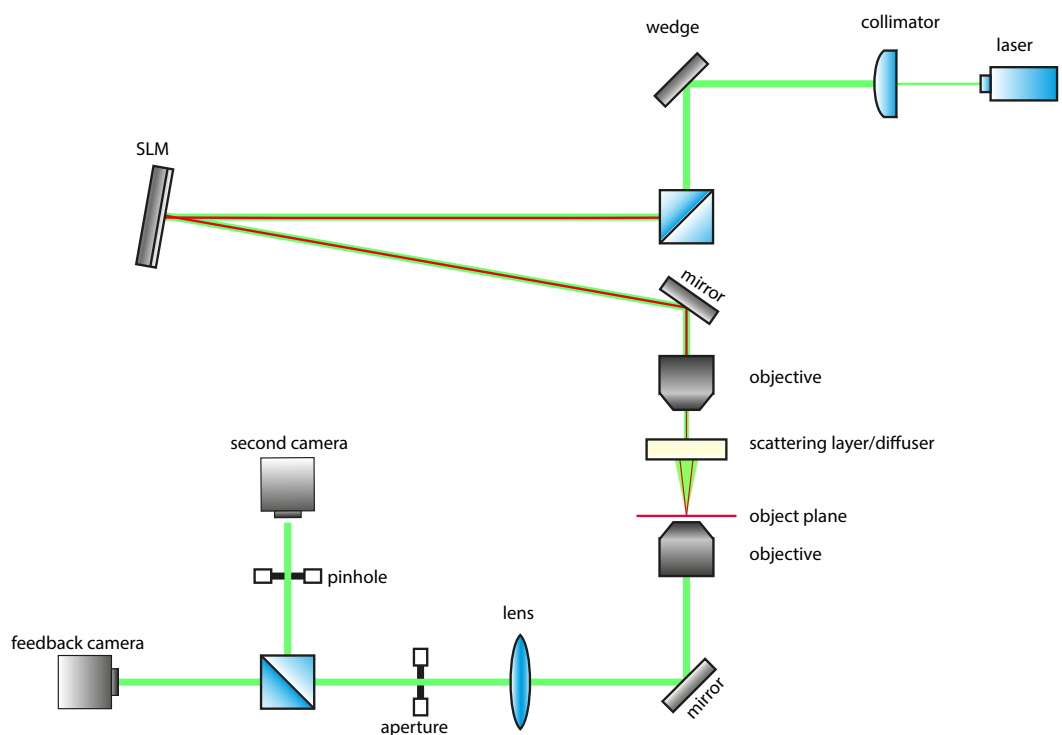 collimator
wedge
laser
SLM
mirror
objective
scattering layer/diffuser
second camera
object plane
objective
pinhole
lens
feedback camera
mirror
aperture